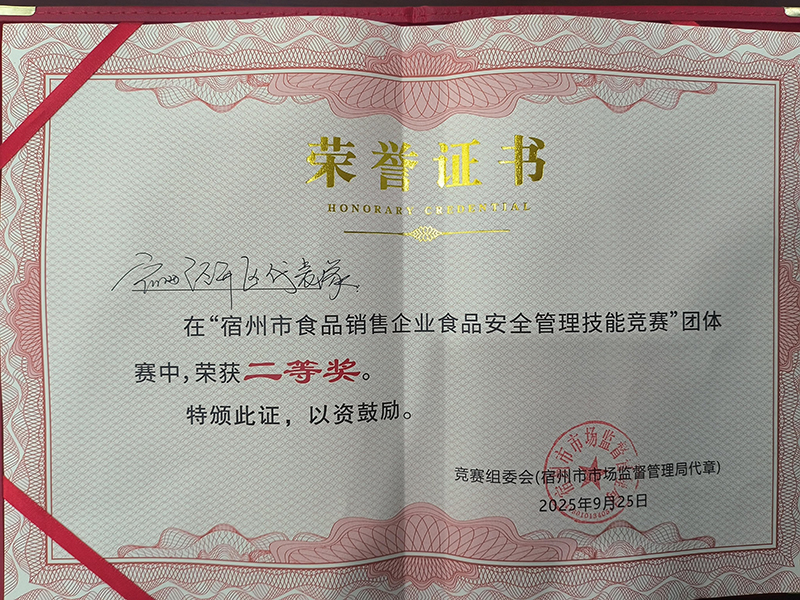 荣誉证书
HONORARY CREDENTIAL
代表队
在“宿州市食品销售企业食品安全管理技能竞赛”团体
赛中,荣获二等奖。
特颁此证，以资鼓励。
竞赛组委会(宿州市市场监督管理局代章)
2025年9月25日